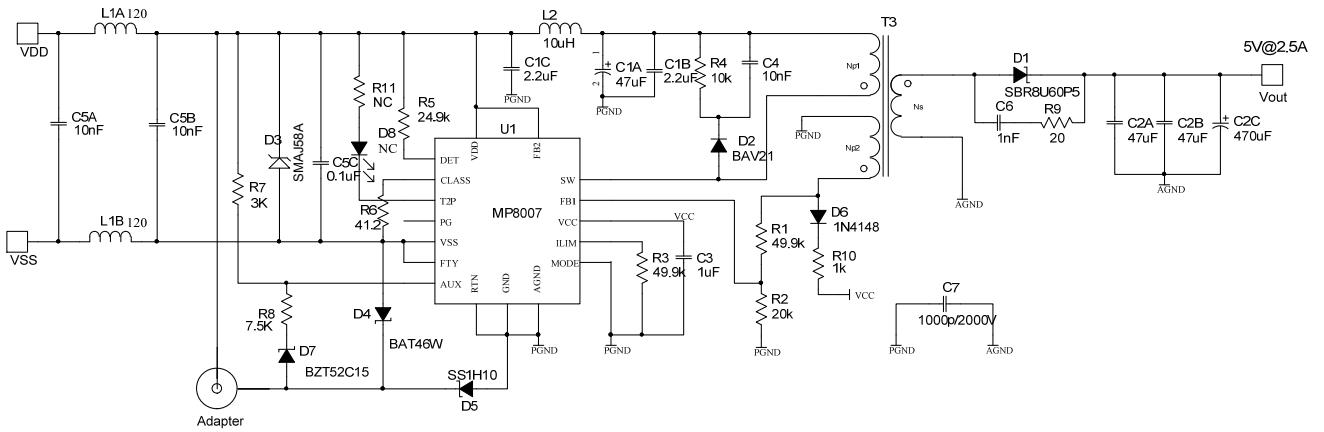 L1A 120
VDD
C5A
10nF
C5B
10nF
D3
SMAJ58A
C5C
0.1uF
R11
NC
D8
NC
R5
24.9k
R7
3K
R6
41.2
L1B 120
VSS
R8
7.5K
D7
BZT52C15
D4
BAT46W
SS1H10
D5
Adapter
U1
MP8007
DET
CLASS
T2P
PG
VSS
FTY
AUX
VDD
FB2
SW
FB1
VCC
ILIM
MODE
RTN
GND
AGND
PGND
L2
10uH
C1C
2.2uF
PGND
1
2
C1A
47uF
PGND
C1B
2.2uF
R4
10k
C4
10nF
D2
BAV21
VCC
R3
49.9k
C3
1uF
PGND
R1
49.9k
R2
20k
PGND
D6
1N4148
R10
1k
VCC
T3
Np1
Np2
Ns
PGND
AGND
D1
SBR8U60P5
C6
1nF
R9
20
5V@2.5A
Vout
C2A
47uF
C2B
47uF
C2C
470uF
AGND
C7
1000p/2000V
PGND
AGND